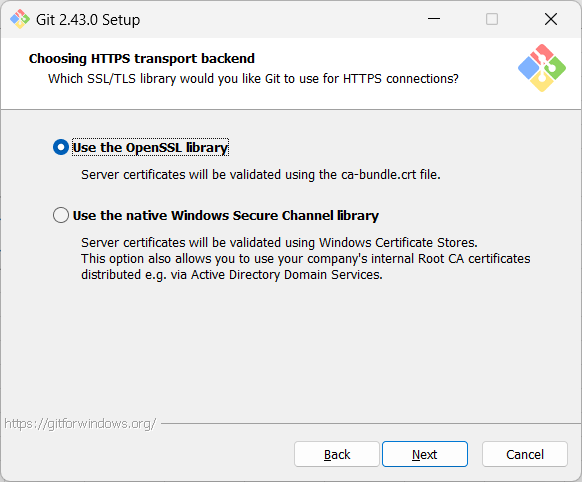 Git 2.43.0 Setup
Choosing HTTPS transport backend
Which SSL/TLS library would you like Git to use for HTTPS connections?
Use the OpenSSL library
Server certificates will be validated using the ca-bundle.crt file.
Use the native Windows Secure Channel library
Server certificates will be validated using Windows Certificate Stores.
This option also allows you to use your company's internal Root CA certificates
distributed e.g. via Active Directory Domain Services.
https://gitforwindows.org/
Back Next Cancel